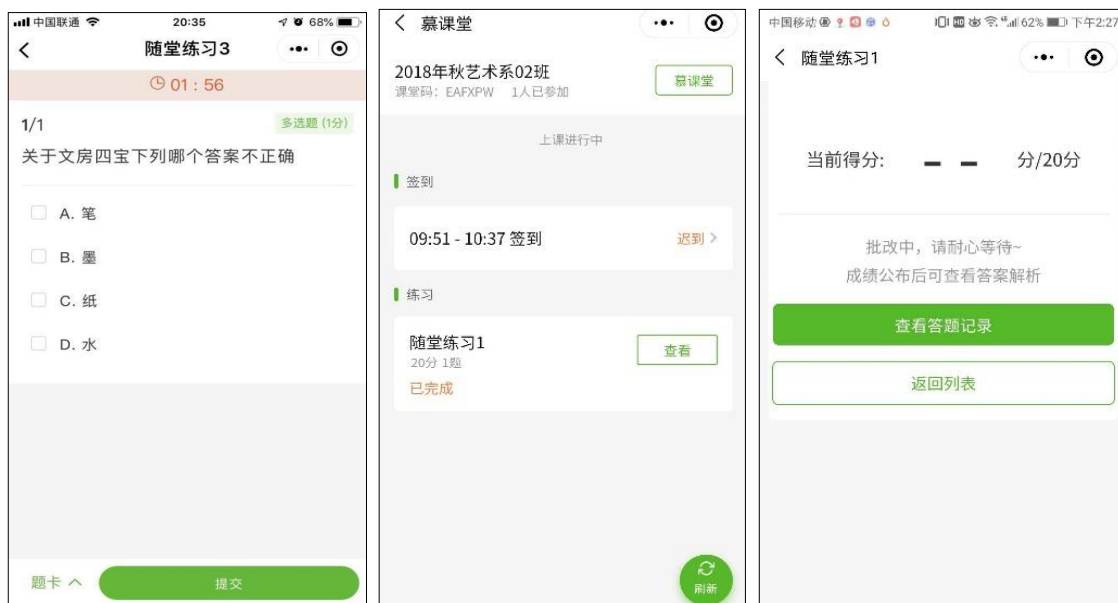 中国联通 20:35 68%
随堂练习3
01 : 56
1/1 多选题 (1分)
关于文房四宝下列哪个答案不正确
A. 笔
B. 墨
C. 纸
D. 水
题卡 提交
慕课堂
2018年秋艺术系02班 慕课堂
课堂码：EAFXPW 1人已参加
上课进行中
签到
09:51 - 10:37 签到 迟到
练习
随堂练习1 查看
20分 1题
已完成
刷新
中国移动 HD 62% 下午2:27
随堂练习1
当前得分: – – 分/20分
批改中，请耐心等待~
成绩公布后可查看答案解析
查看答题记录
返回列表